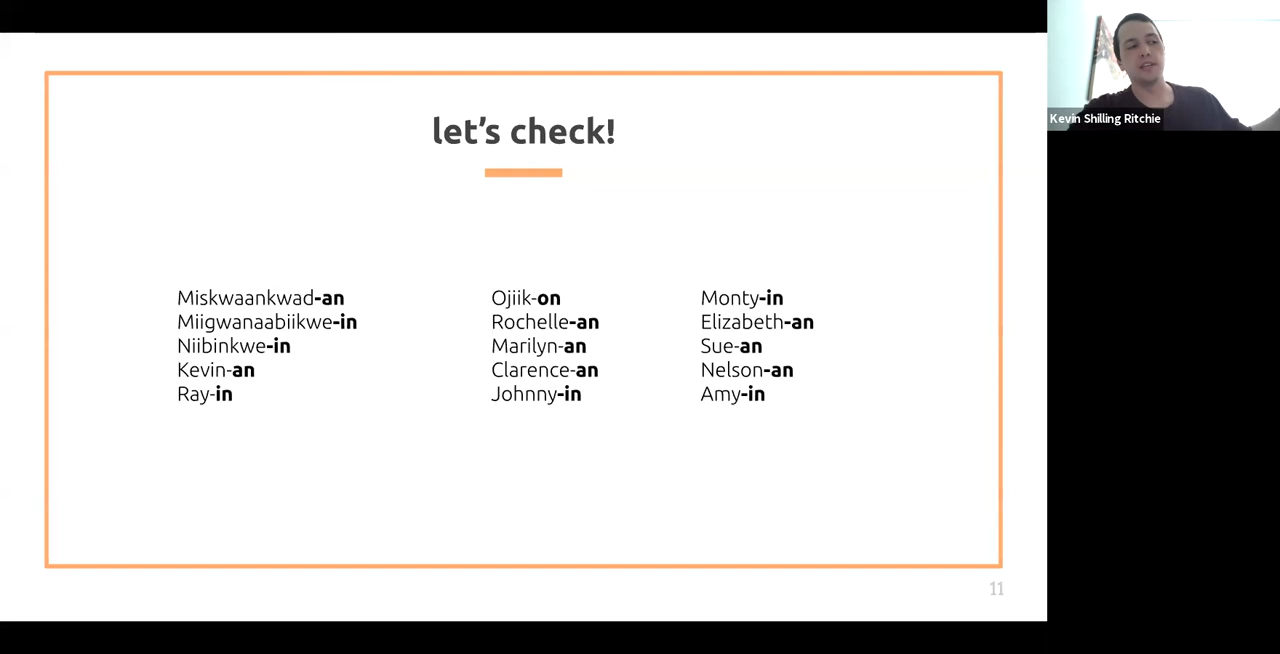 let's check!
Miskwaankwad-an
Miigwanaabiikwe-in
Niibinkwe-in
Kevin-an
Ray-in
Ojiik-on
Rochelle-an
Marilyn-an
Clarence-an
Johnny-in
Monty-in
Elizabeth-an
Sue-an
Nelson-an
Amy-in
11
Kevin Shilling Ritchie